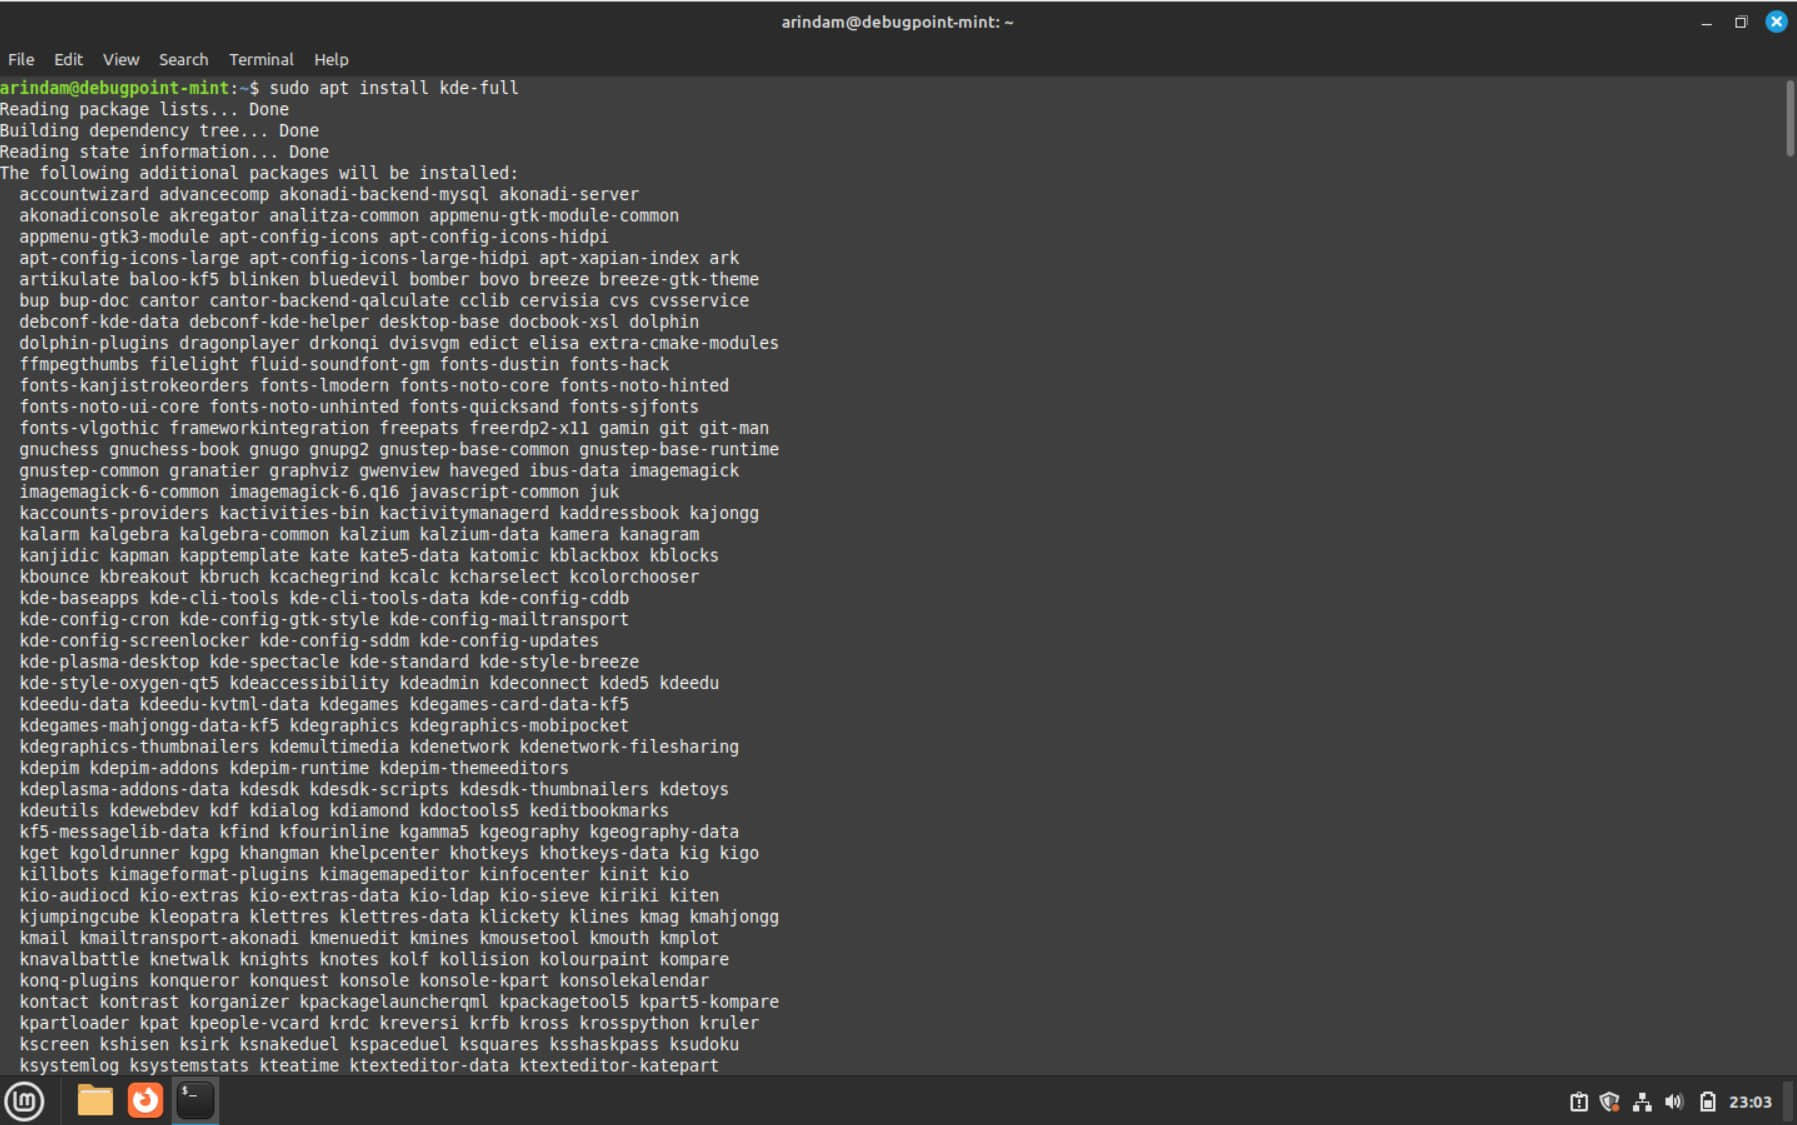 arindam@debugpoint-mint: ~
File Edit View Search Terminal Help
arindam@debugpoint-mint:~$ sudo apt install kde-full
Reading package lists... Done
Building dependency tree... Done
Reading state information... Done
The following additional packages will be installed:
accountwizard advancecomp akonadi-backend-mysql akonadi-server
akonadiconsole akregator analitza-common appmenu-gtk-module-common
appmenu-gtk3-module apt-config-icons apt-config-icons-hidpi
apt-config-icons-large apt-config-icons-large-hidpi apt-xapian-index ark
artikulate baloo-kf5 blinken bluedevil bomber bovo breeze breeze-gtk-theme
bup bup-doc cantor cantor-backend-qalculate cclib cervisia cvs cvsservice
debconf-kde-data debconf-kde-helper desktop-base docbook-xsl dolphin
dolphin-plugins dragonplayer drkonqi dvisvgm edict elisa extra-cmake-modules
ffmpegthumbs filelight fluid-soundfont-gm fonts-dustin fonts-hack
fonts-kanjistrokeorders fonts-lmodern fonts-noto-core fonts-noto-hinted
fonts-noto-ui-core fonts-noto-unhinted fonts-quicksand fonts-sjfonts
fonts-vlgothic frameworkintegration freepats freerdp2-x11 gamin git git-man
gnuchess gnuchess-book gnugo gnupg2 gnustep-base-common gnustep-base-runtime
gnustep-common granatier graphviz gwenview haveged ibus-data imagemagick
imagemagick-6-common imagemagick-6.q16 javascript-common juk
kaccounts-providers kactivities-bin kactivitymanagerd kaddressbook kajongg
kalarm kalgebra kalgebra-common kalzium kalzium-data kamera kanagram
kanjidic kapman kapptemplate kate kate5-data katomic kblackbox kblocks
kbounce kbreakout kbruch kcachegrind kcalc kcharselect kcolorchooser
kde-baseapps kde-cli-tools kde-cli-tools-data kde-config-cddb
kde-config-cron kde-config-gtk-style kde-config-mailtransport
kde-config-screenlocker kde-config-sddm kde-config-updates
kde-plasma-desktop kde-spectacle kde-standard kde-style-breeze
kde-style-oxygen-qt5 kdeaccessibility kdeadmin kdeconnect kded5 kdeedu
kdeedu-data kdeedu-kvtml-data kdegames kdegames-card-data-kf5
kdegames-mahjongg-data-kf5 kdegraphics kdegraphics-mobipocket
kdegraphics-thumbnailers kdemultimedia kdenetwork kdenetwork-filesharing
kdepim kdepim-addons kdepim-runtime kdepim-themeeditors
kdeplasma-addons-data kdesdk kdesdk-scripts kdesdk-thumbnailers kdetoys
kdeutils kdewebdev kdf kdialog kdiamond kdoctools5 keditbookmarks
kf5-messagelib-data kfind kfourinline kgamma5 kgeography kgeography-data
kget kgoldrunner kgpg khangman khelpcenter khotkeys khotkeys-data kig kigo
killbots kimageformat-plugins kimagemapeditor kinfocenter kinit kio
kio-audiocd kio-extras kio-extras-data kio-ldap kio-sieve kiriki kiten
kjumpingcube kleopatra klettres klettres-data klickety klines kmag kmahjongg
kmail kmailtransport-akonadi kmenuedit kmines kmousetool kmouth kmplot
knavalbattle knetwalk knights knotes kolf kollision kolourpaint kompare
konq-plugins konqueror konquest konsole konsole-kpart konsolekalendar
kontact kontrast korganizer kpackagelauncherqml kpackagetool5 kpart5-kompare
kpartloader kpat kpeople-vcard krdc kreversi krfb kross krosspython kruler
kscreen kshisen ksirk ksnakeduel kspaceduel ksquares ksshaskpass ksudoku
ksystemlog ksystemstats kteatime ktexteditor-data ktexteditor-katepart
23:03